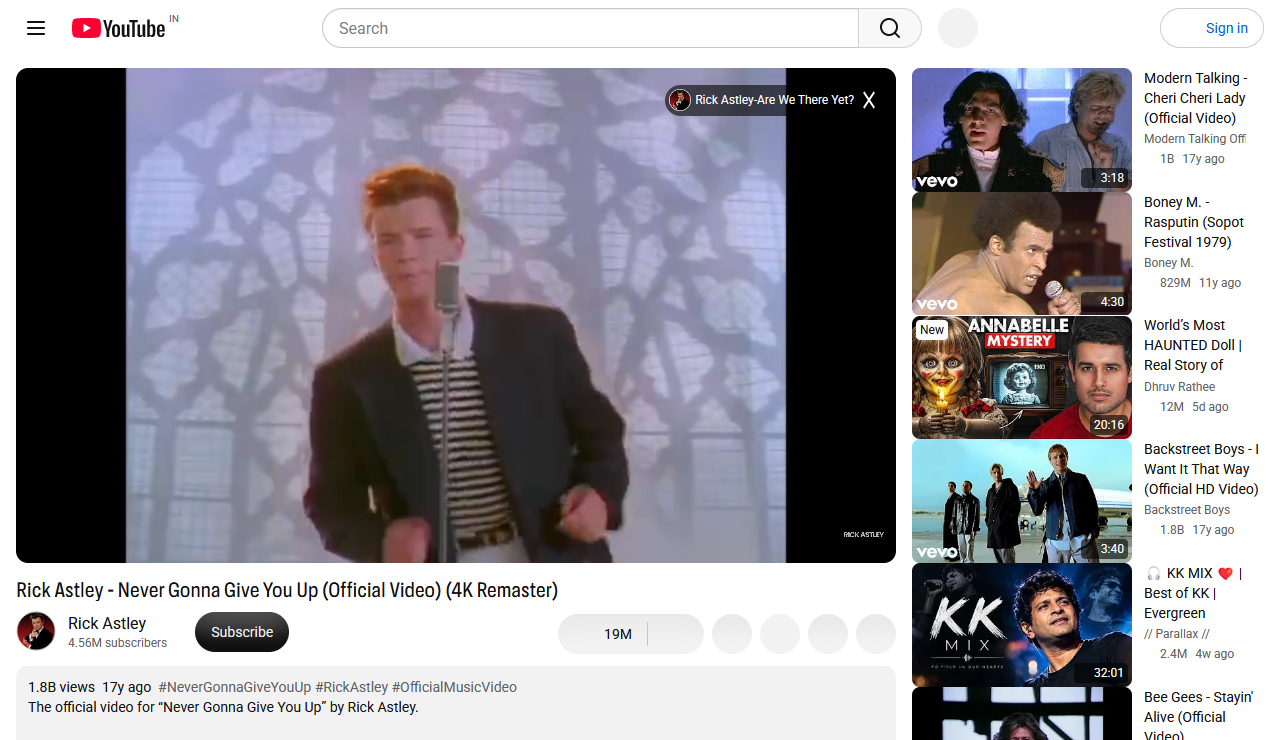 YouTube IN
Search
Sign in
Rick Astley-Are We There Yet? X
RICK ASTLEY
Rick Astley - Never Gonna Give You Up (Official Video) (4K Remaster)
Rick Astley
4.56M subscribers
Subscribe
19M
1.8B views 17y ago #NeverGonnaGiveYouUp #RickAstley #OfficialMusicVideo
The official video for “Never Gonna Give You Up” by Rick Astley.
vevo
3:18
Modern Talking -
Cheri Cheri Lady
(Official Video)
Modern Talking Offi
1B 17y ago
vevo
4:30
Boney M. -
Rasputin (Sopot
Festival 1979)
Boney M.
829M 11y ago
New
ANNABELLE
MYSTERY
1983
20:16
World’s Most
HAUNTED Doll |
Real Story of
Dhruv Rathee
12M 5d ago
vevo
3:40
Backstreet Boys - I
Want It That Way
(Official HD Video)
Backstreet Boys
1.8B 17y ago
KK
MIX
32:01
🎧 KK MIX ❤️ |
Best of KK |
Evergreen
// Parallax //
2.4M 4w ago
Bee Gees - Stayin'
Alive (Official
Video)